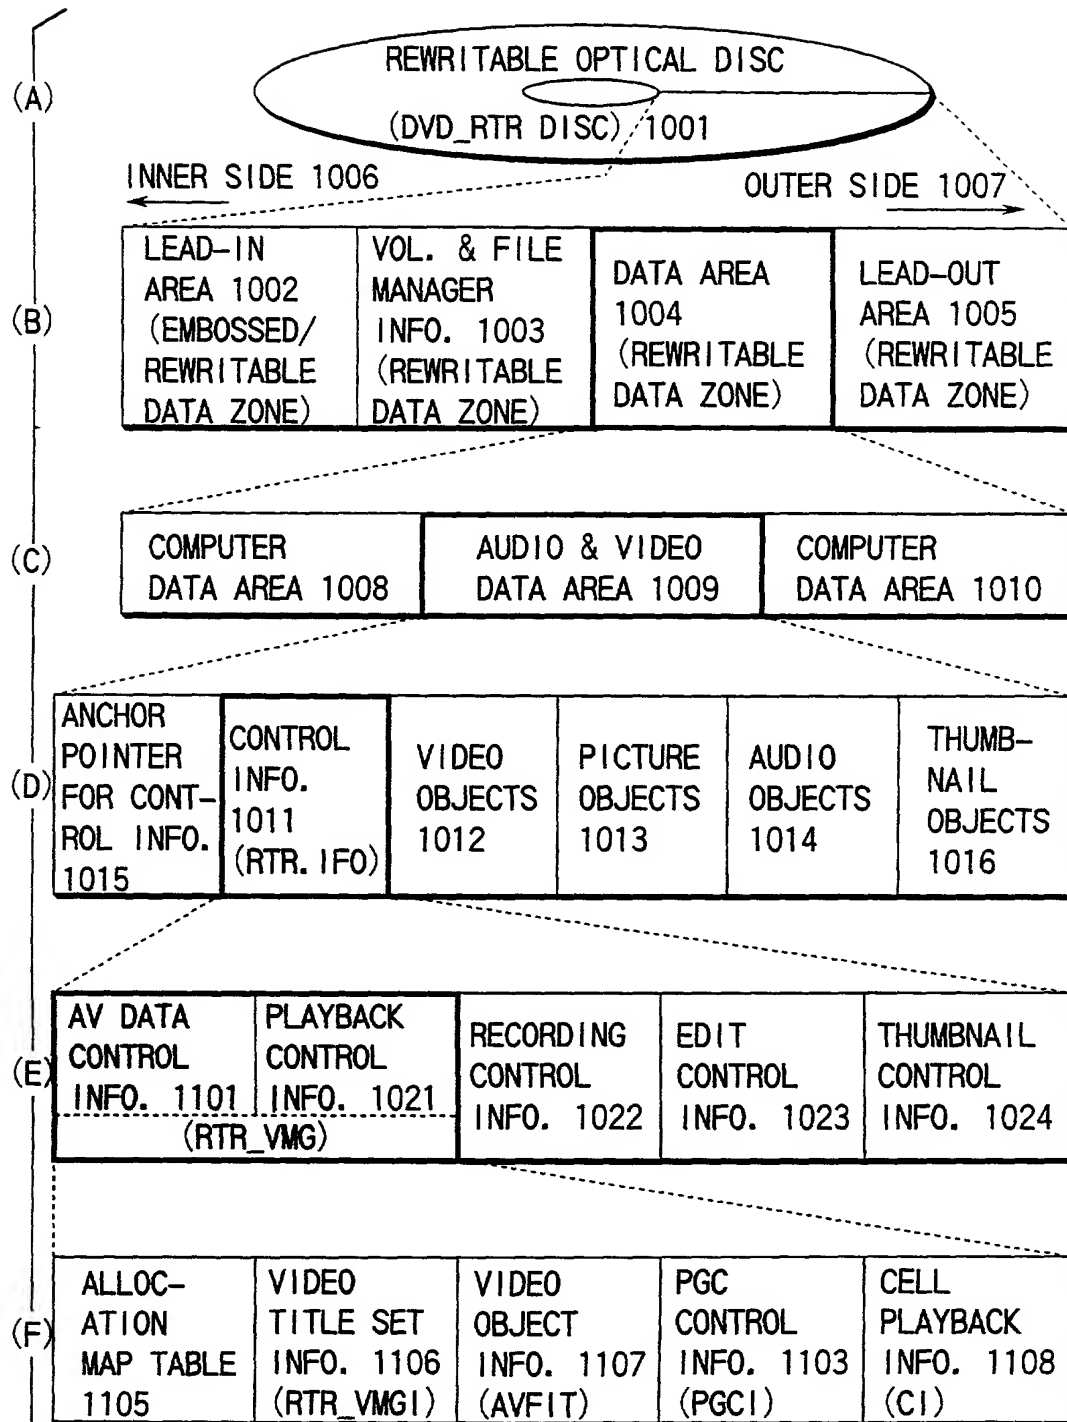 (A)
REWRITABLE OPTICAL DISC
(DVD_RTR DISC) 1001
INNER SIDE 1006
OUTER SIDE 1007
(B)
LEAD-IN
AREA 1002
(EMBOSSED/
REWRITABLE
DATA ZONE)
VOL. & FILE
MANAGER
INFO. 1003
(REWRITABLE
DATA ZONE)
DATA AREA
1004
(REWRITABLE
DATA ZONE)
LEAD-OUT
AREA 1005
(REWRITABLE
DATA ZONE)
(C)
COMPUTER
DATA AREA 1008
AUDIO & VIDEO
DATA AREA 1009
COMPUTER
DATA AREA 1010
(D)
ANCHOR
POINTER
FOR CONT-
ROL INFO.
1015
CONTROL
INFO.
1011
(RTR.IFO)
VIDEO
OBJECTS
1012
PICTURE
OBJECTS
1013
AUDIO
OBJECTS
1014
THUMB-
NAIL
OBJECTS
1016
(E)
AV DATA
CONTROL
INFO. 1101
PLAYBACK
CONTROL
INFO. 1021
(RTR_VMG)
RECORDING
CONTROL
INFO. 1022
EDIT
CONTROL
INFO. 1023
THUMBNAIL
CONTROL
INFO. 1024
(F)
ALLOC-
ATION
MAP TABLE
1105
VIDEO
TITLE SET
INFO. 1106
(RTR_VMGI)
VIDEO
OBJECT
INFO. 1107
(AVFIT)
PGC
CONTROL
INFO. 1103
(PGCI)
CELL
PLAYBACK
INFO. 1108
(CI)